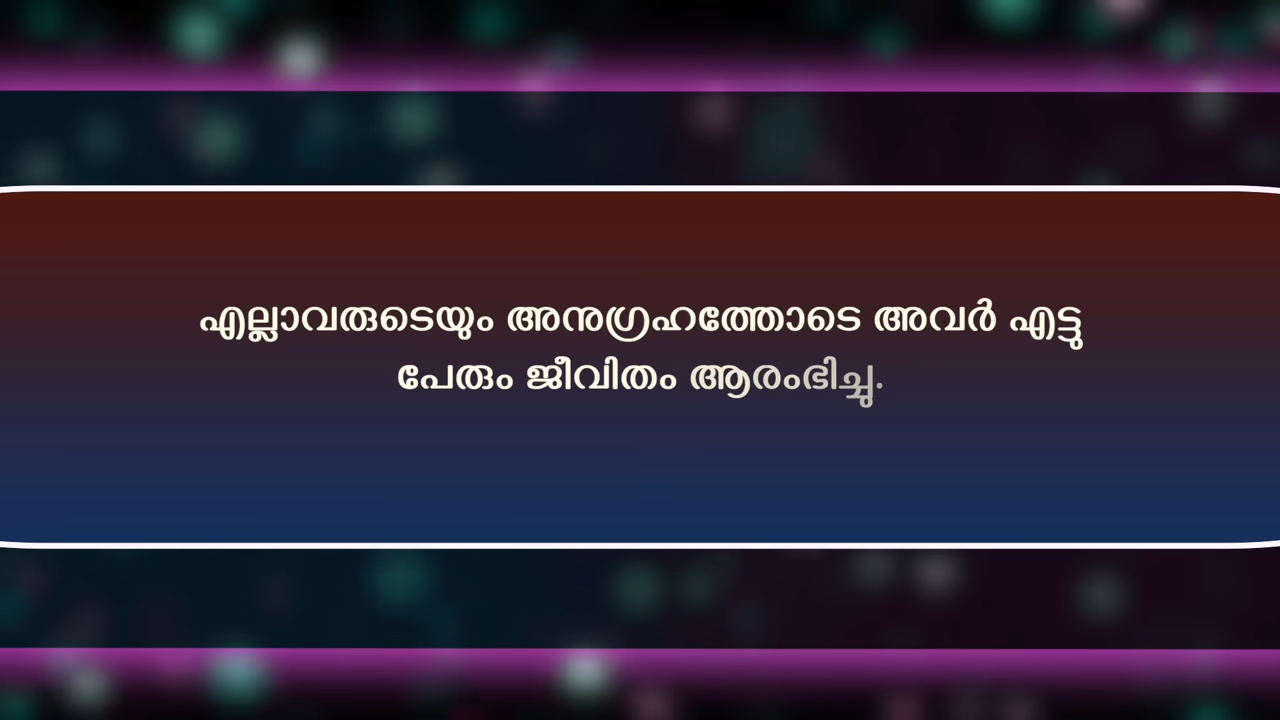 എല്ലാവരുടെയും അനുഗ്രഹത്തോടെ അവർ എട്ടു
പേരും ജീവിതം ആരംഭിച്ചു.